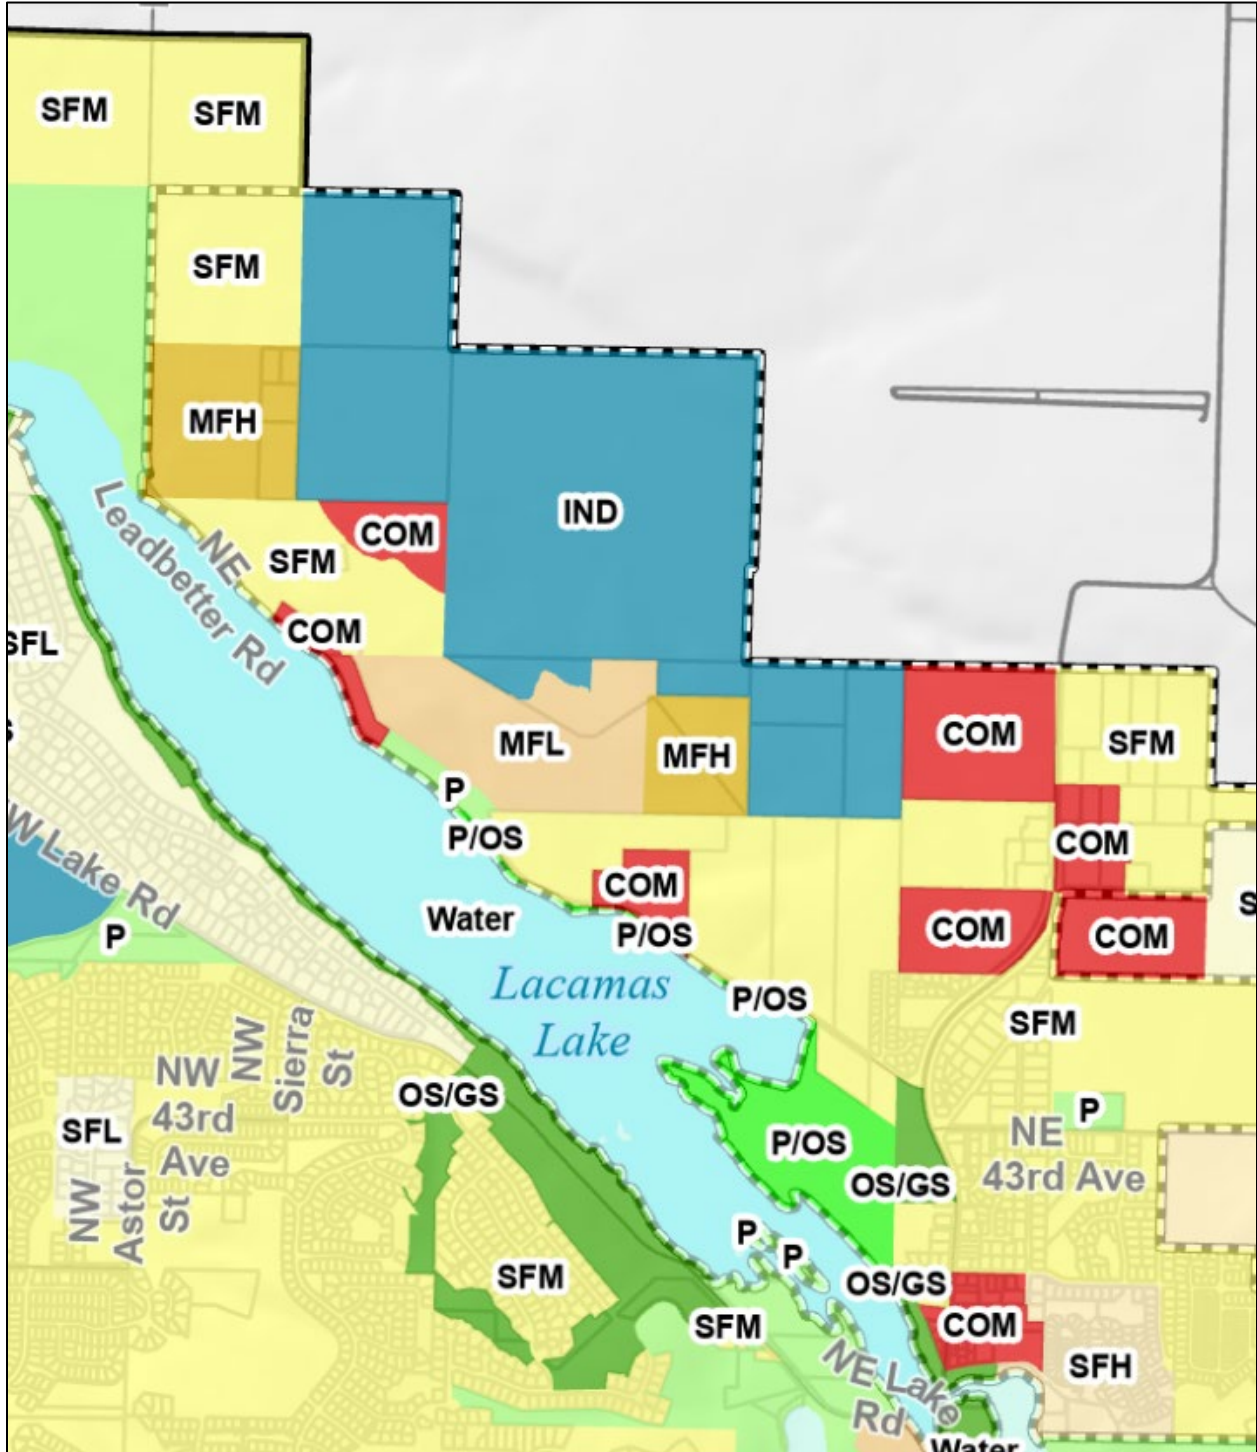 SFM
SFM
SFM
MFH
IND
COM
SFM
COM
NE
Leadbetter Rd
SFL
MFL
COM
SFM
MFH
P
P/OS
COM
COM
W Lake Rd
P
Water
P/OS
COM
COM
S
Lacamas
Lake
P/OS
SFM
NW
Sierra
St
NW
43rd
Ave
OS/GS
P
SFL
NW
Astor
St
P/OS
NE
43rd Ave
OS/GS
P
P
SFM
OS/GS
SFM
COM
SFH
NE Lake
Rd
Water